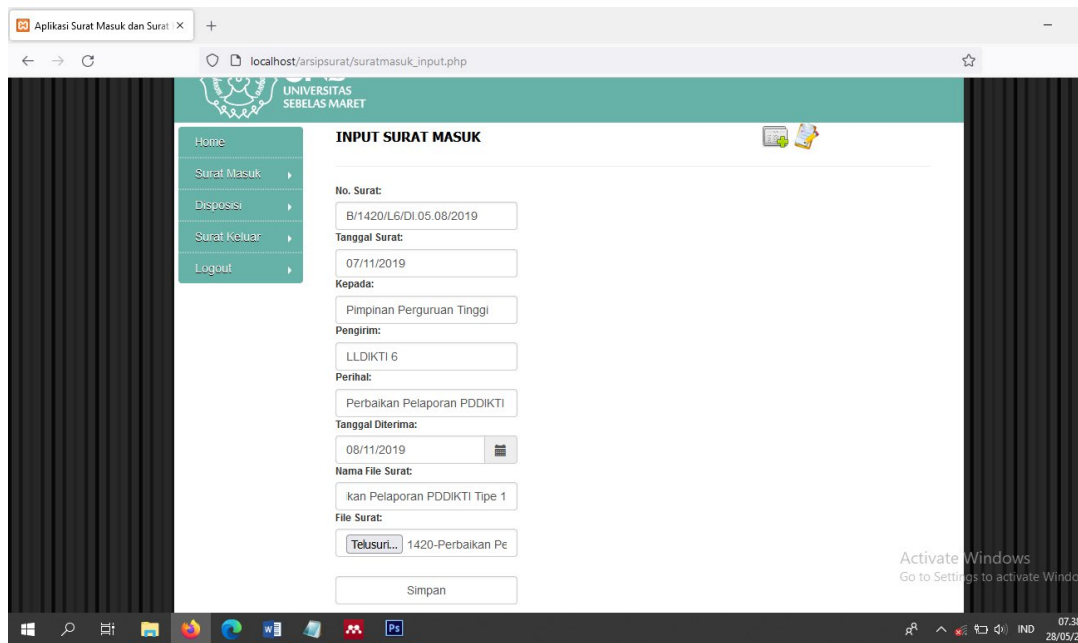 Aplikasi Surat Masuk dan Surat
localhost/arsipsurat/suratmasuk_input.php
UNIVERSITAS
SEBELAS MARET
Home
Surat Masuk
Disposisi
Surat Keluar
Logout
INPUT SURAT MASUK
No. Surat:
B/1420/L6/DI.05.08/2019
Tanggal Surat:
07/11/2019
Kepada:
Pimpinan Perguruan Tinggi
Pengirim:
LLDIKTI 6
Perihal:
Perbaikan Pelaporan PDDIKTI
Tanggal Diterima:
08/11/2019
Nama File Surat:
kan Pelaporan PDDIKTI Tipe 1
File Surat:
Telusuri... 1420-Perbaikan Pe
Simpan
Activate Windows
Go to Settings to activate Windo
Ps
IND
07.38
28/05/